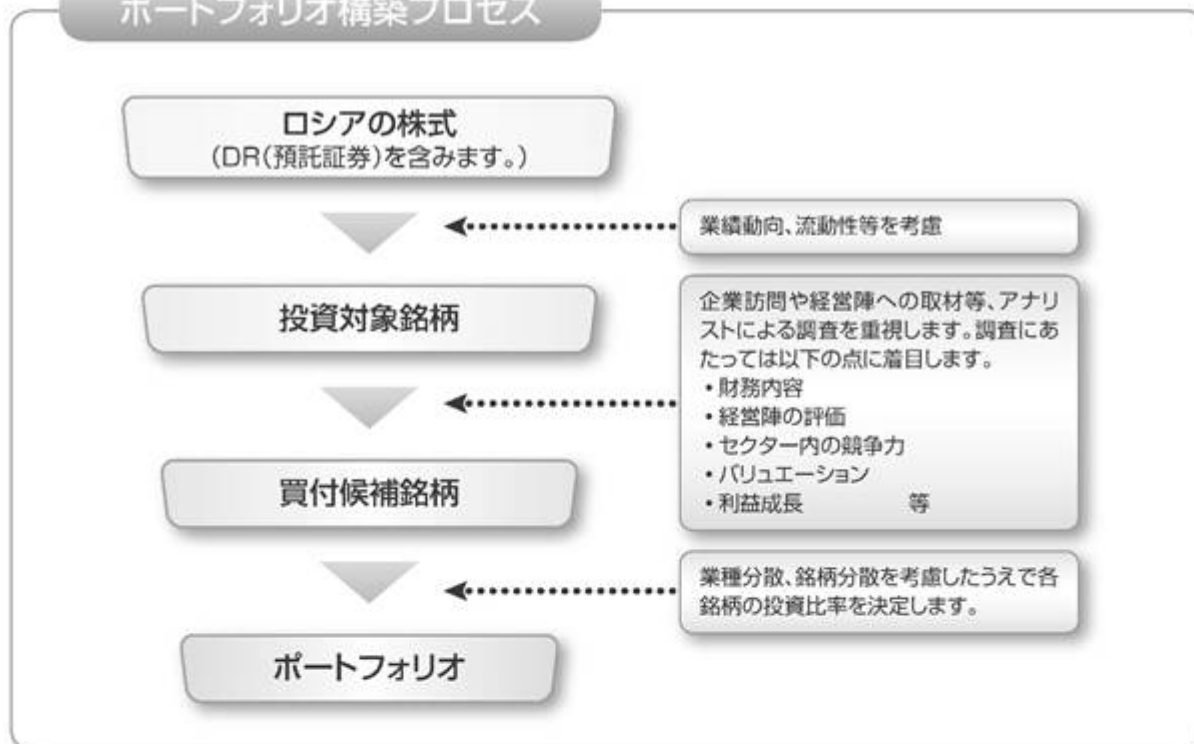 ポートフォリオ構築プロセス
ロシアの株式
(DR(預託証券)を含みます。)
業績動向、流動性等を考慮
投資対象銘柄
企業訪問や経営陣への取材等、アナリ
ストによる調査を重視します。調査にあ
たっては以下の点に着目します。
・財務内容
・経営陣の評価
・セクター内の競争力
・バリュエーション
・利益成長　　　　等
買付候補銘柄
業種分散、銘柄分散を考慮したうえで各
銘柄の投資比率を決定します。
ポートフォリオ